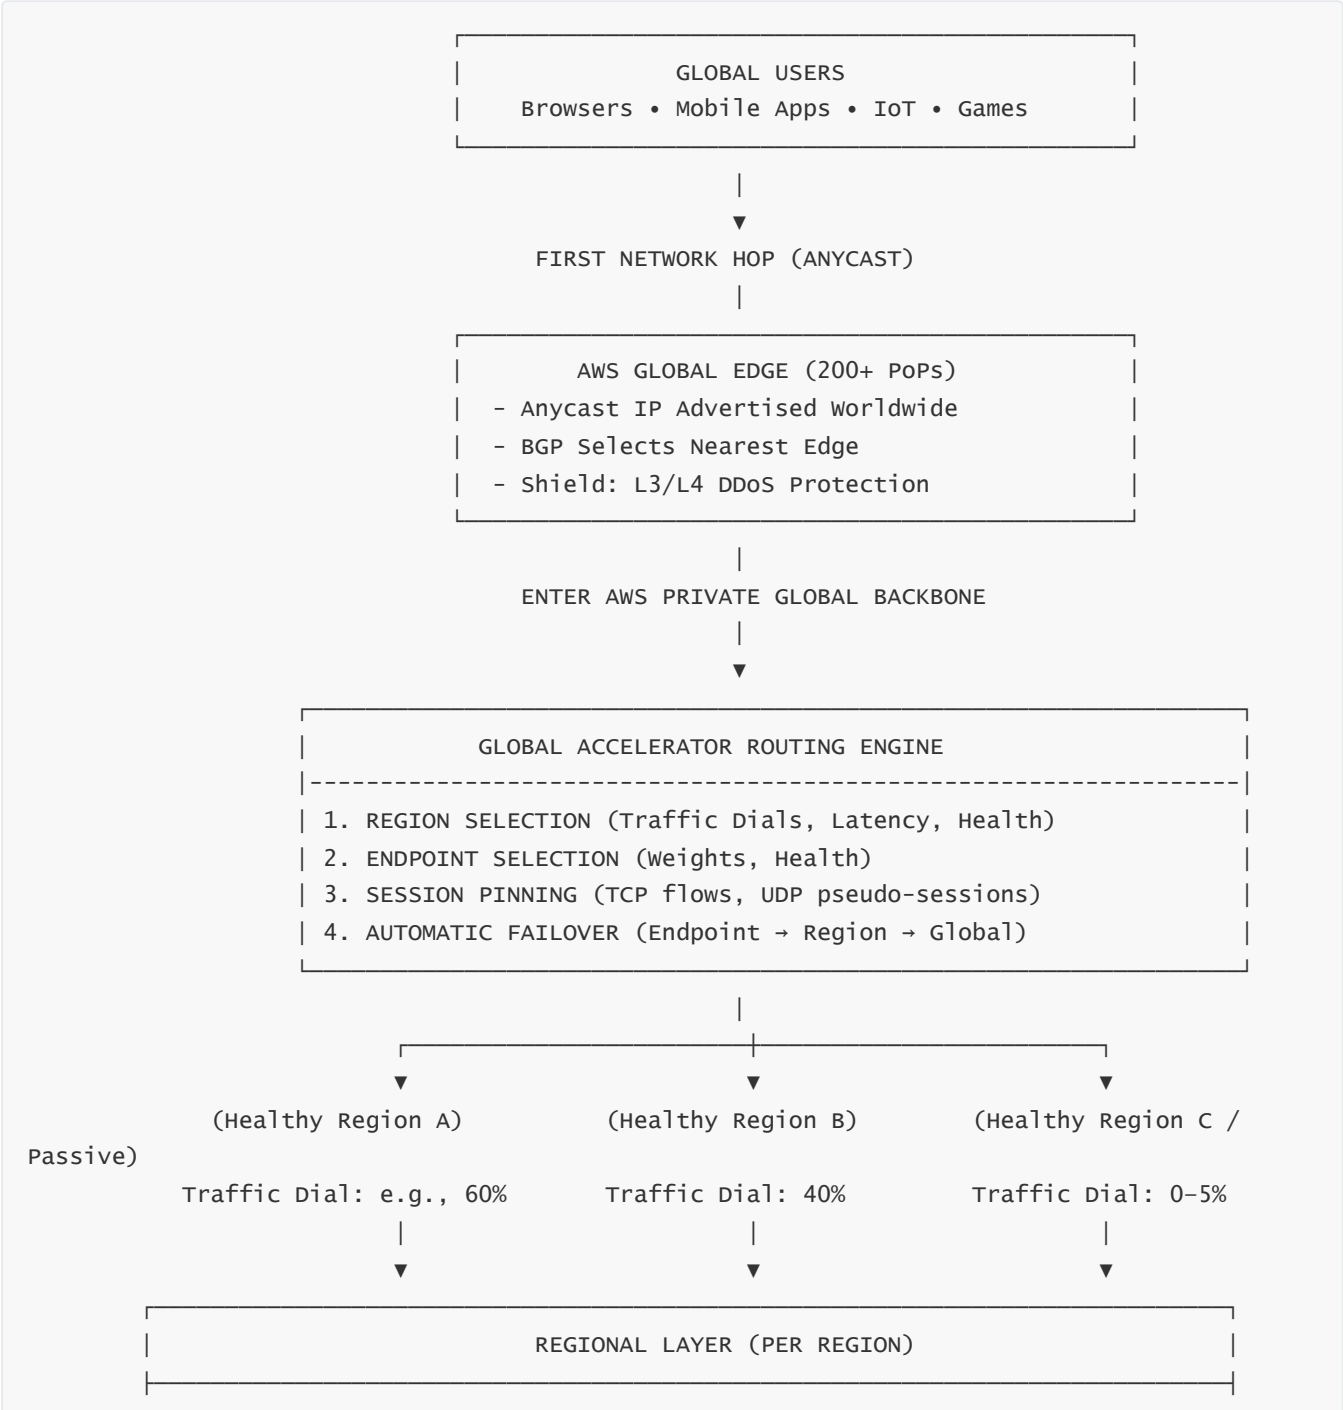 GLOBAL USERS
Browsers • Mobile Apps • IoT • Games
FIRST NETWORK HOP (ANYCAST)
AWS GLOBAL EDGE (200+ PoPs)
- Anycast IP Advertised Worldwide
- BGP Selects Nearest Edge
- Shield: L3/L4 DDoS Protection
ENTER AWS PRIVATE GLOBAL BACKBONE
GLOBAL ACCELERATOR ROUTING ENGINE
1. REGION SELECTION (Traffic Dials, Latency, Health)
2. ENDPOINT SELECTION (Weights, Health)
3. SESSION PINNING (TCP flows, UDP pseudo-sessions)
4. AUTOMATIC FAILOVER (Endpoint → Region → Global)
(Healthy Region A) (Healthy Region B) (Healthy Region C /
Passive)
Traffic Dial: e.g., 60% Traffic Dial: 40% Traffic Dial: 0–5%
REGIONAL LAYER (PER REGION)